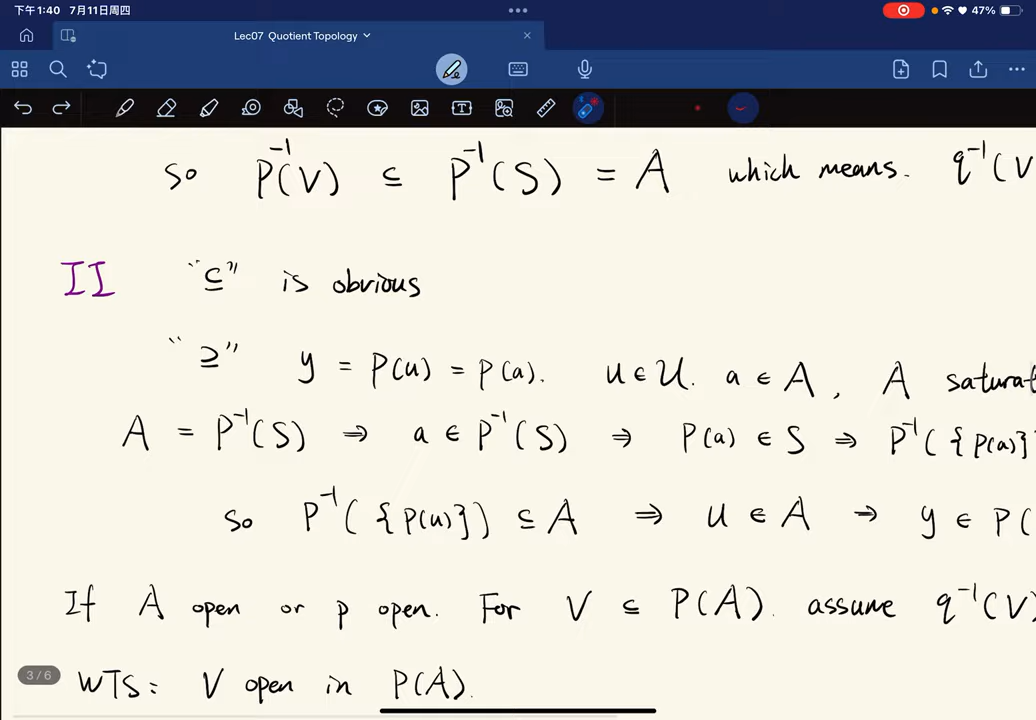 下午1:40 7月11日周四
47%
Lec07 Quotient Topology
So P⁻¹(V) ⊆ P⁻¹(S) = A which means. q⁻¹(V
II "⊆" is obvious
"⊇" y = P(u) = P(a). u ∈ U. a ∈ A, A saturat
A = P⁻¹(S) ⇒ a ∈ P⁻¹(S) ⇒ P(a) ∈ S ⇒ P⁻¹({P(a)}
So P⁻¹({P(u)}) ⊆ A ⇒ u ∈ A → y ∈ P(
If A open or p open. For V ⊆ P(A). assume q⁻¹(V)
3 / 6
WTS: V open in P(A).